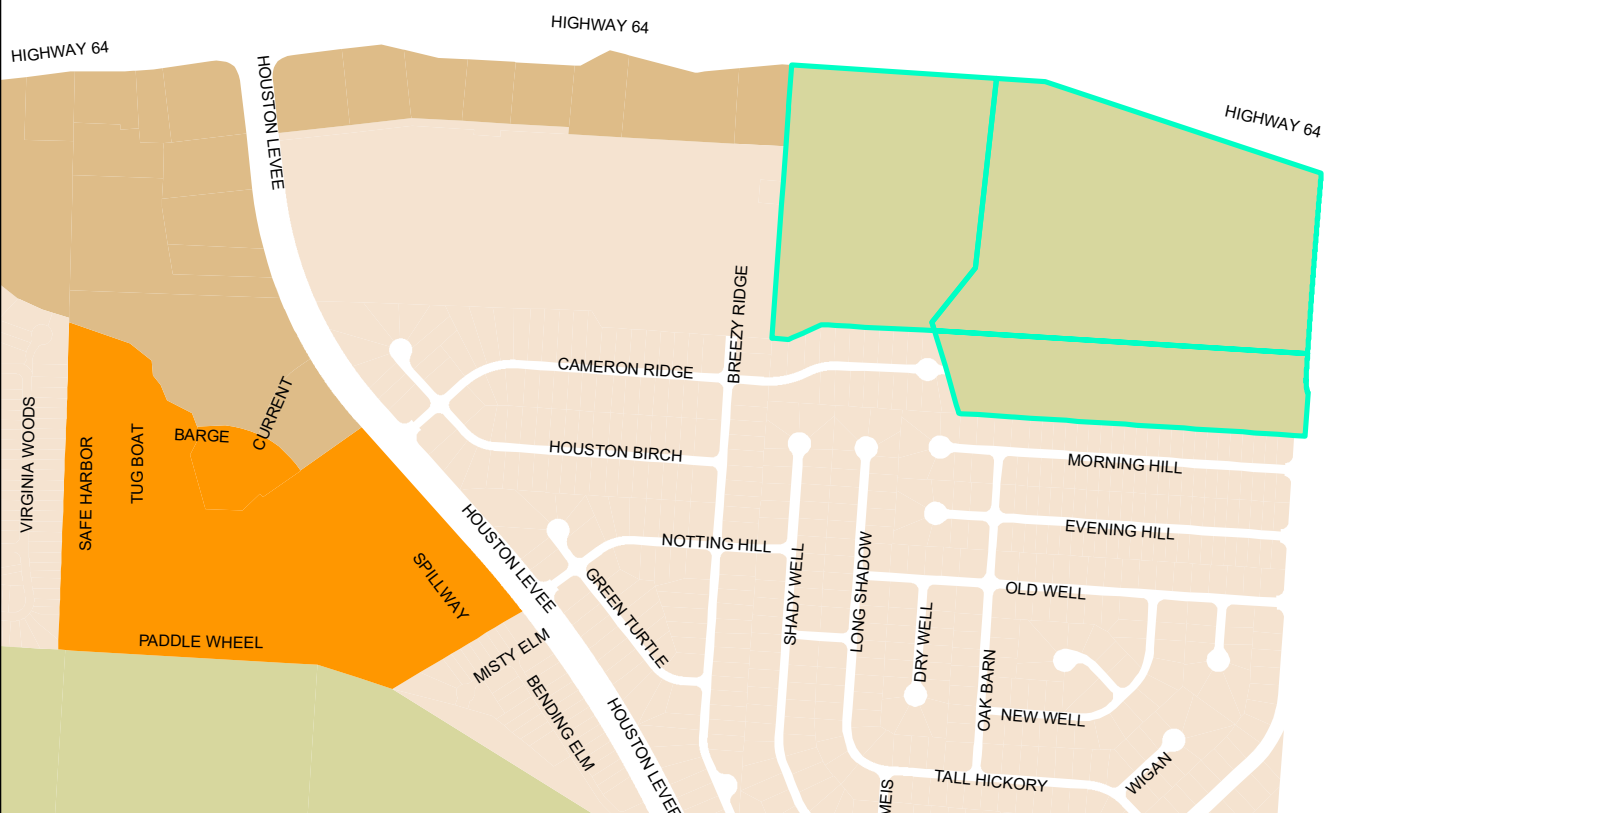 HIGHWAY 64
HIGHWAY 64
HIGHWAY 64
HOUSTON LEVEE
BREEZY RIDGE
CAMERON RIDGE
CURRENT
BARGE
TUG BOAT
SAFE HARBOR
VIRGINIA WOODS
HOUSTON BIRCH
MORNING HILL
EVENING HILL
HOUSTON LEVEE
NOTTING HILL
SHADY WELL
LONG SHADOW
SPILLWAY
GREEN TURTLE
OLD WELL
DRY WELL
PADDLE WHEEL
MISTY ELM
OAK BARN
NEW WELL
BENDING ELM
HOUSTON LEVEE
TALL HICKORY
WIGAN
MEIS